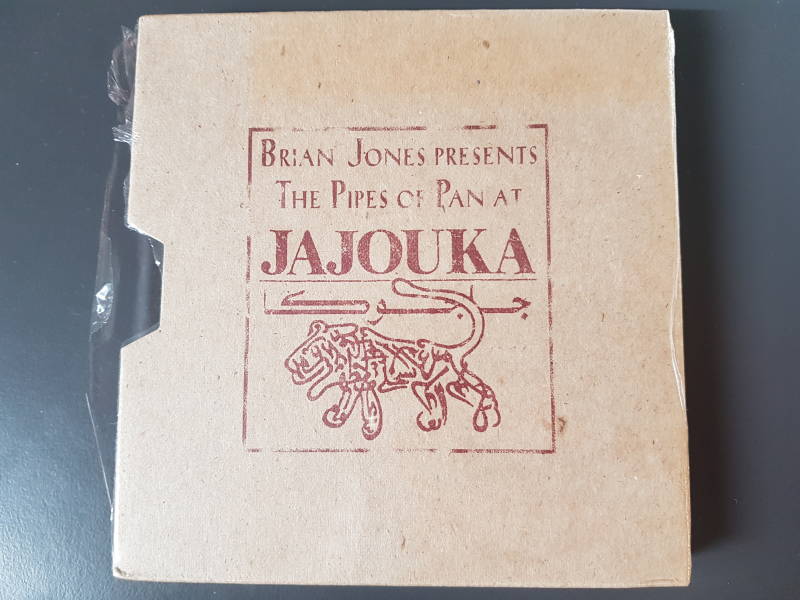 BRIAN JONES PRESENTS
THE PIPES OF PAN AT
JAJOUKA
جاجوكا